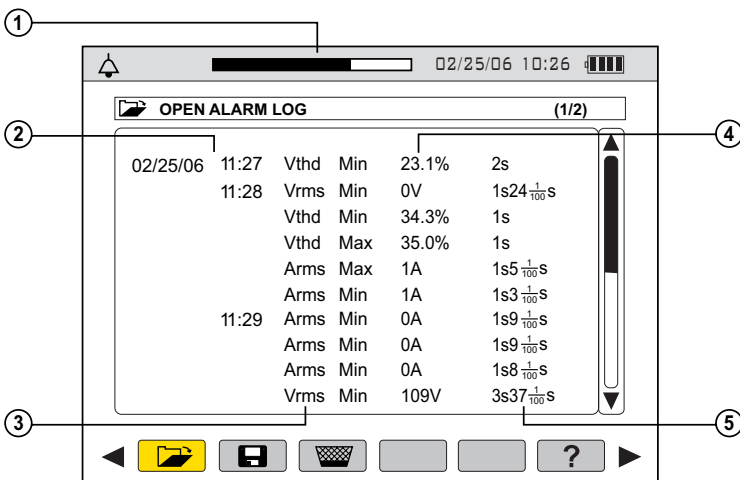 1
02/25/06 10:26
OPEN ALARM LOG (1/2)
2
4
02/25/06 11:27 Vthd Min 23.1% 2s
11:28 Vrms Min 0V 1s24 1/100 s
Vthd Min 34.3% 1s
Vthd Max 35.0% 1s
Arms Max 1A 1s5 1/100 s
Arms Min 1A 1s3 1/100 s
11:29 Arms Min 0A 1s9 1/100 s
Arms Min 0A 1s9 1/100 s
Arms Min 0A 1s8 1/100 s
Vrms Min 109V 3s37 1/100 s
3
5
?